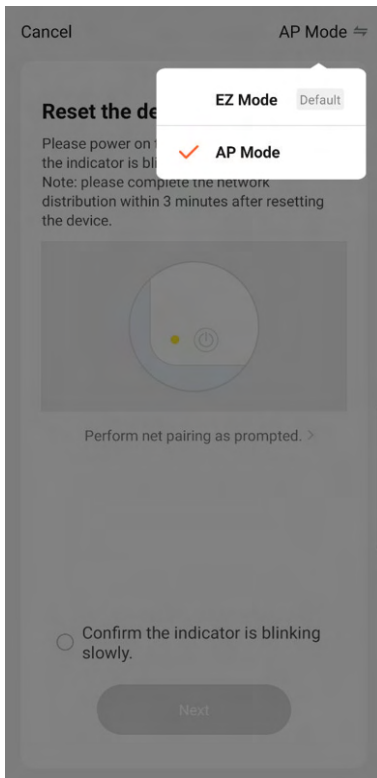 Cancel
AP Mode
EZ Mode Default
AP Mode
Reset the de
Please power on
the indicator is bli
Note: please complete the network
distribution within 3 minutes after resetting
the device.
Perform net pairing as prompted. >
Confirm the indicator is blinking
slowly.
Next